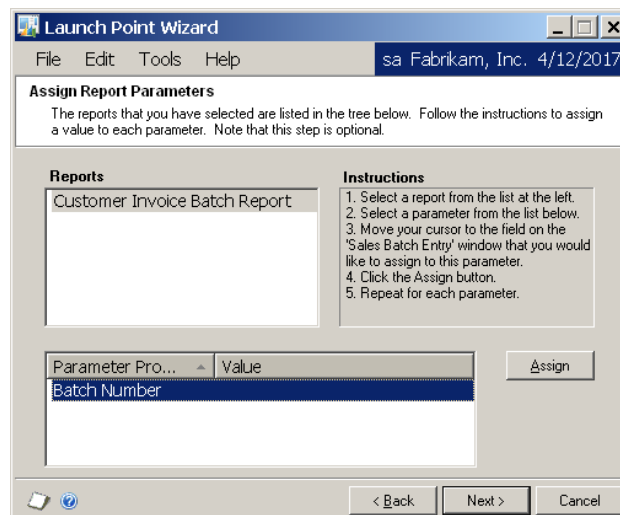 Launch Point Wizard
File Edit Tools Help sa Fabrikam, Inc. 4/12/2017
Assign Report Parameters
The reports that you have selected are listed in the tree below. Follow the instructions to assign
a value to each parameter. Note that this step is optional.
Reports
Customer Invoice Batch Report
Instructions
1. Select a report from the list at the left.
2. Select a parameter from the list below.
3. Move your cursor to the field on the
'Sales Batch Entry' window that you would
like to assign to this parameter.
4. Click the Assign button.
5. Repeat for each parameter.
Parameter Pro... Value
Batch Number
Assign
< Back Next > Cancel